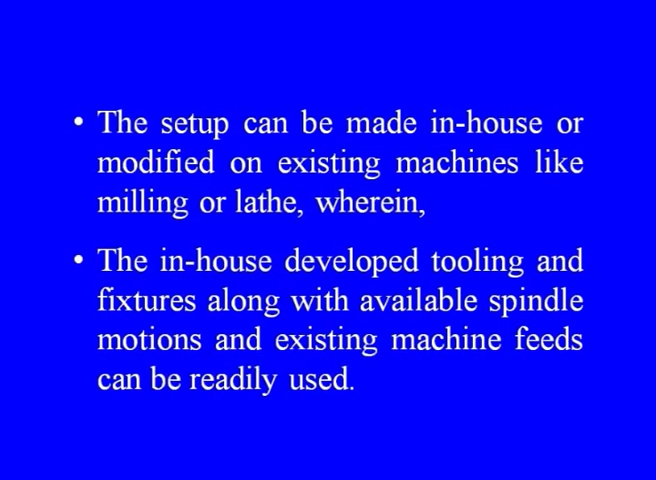 • The setup can be made in-house or
modified on existing machines like
milling or lathe, wherein,
• The in-house developed tooling and
fixtures along with available spindle
motions and existing machine feeds
can be readily used.